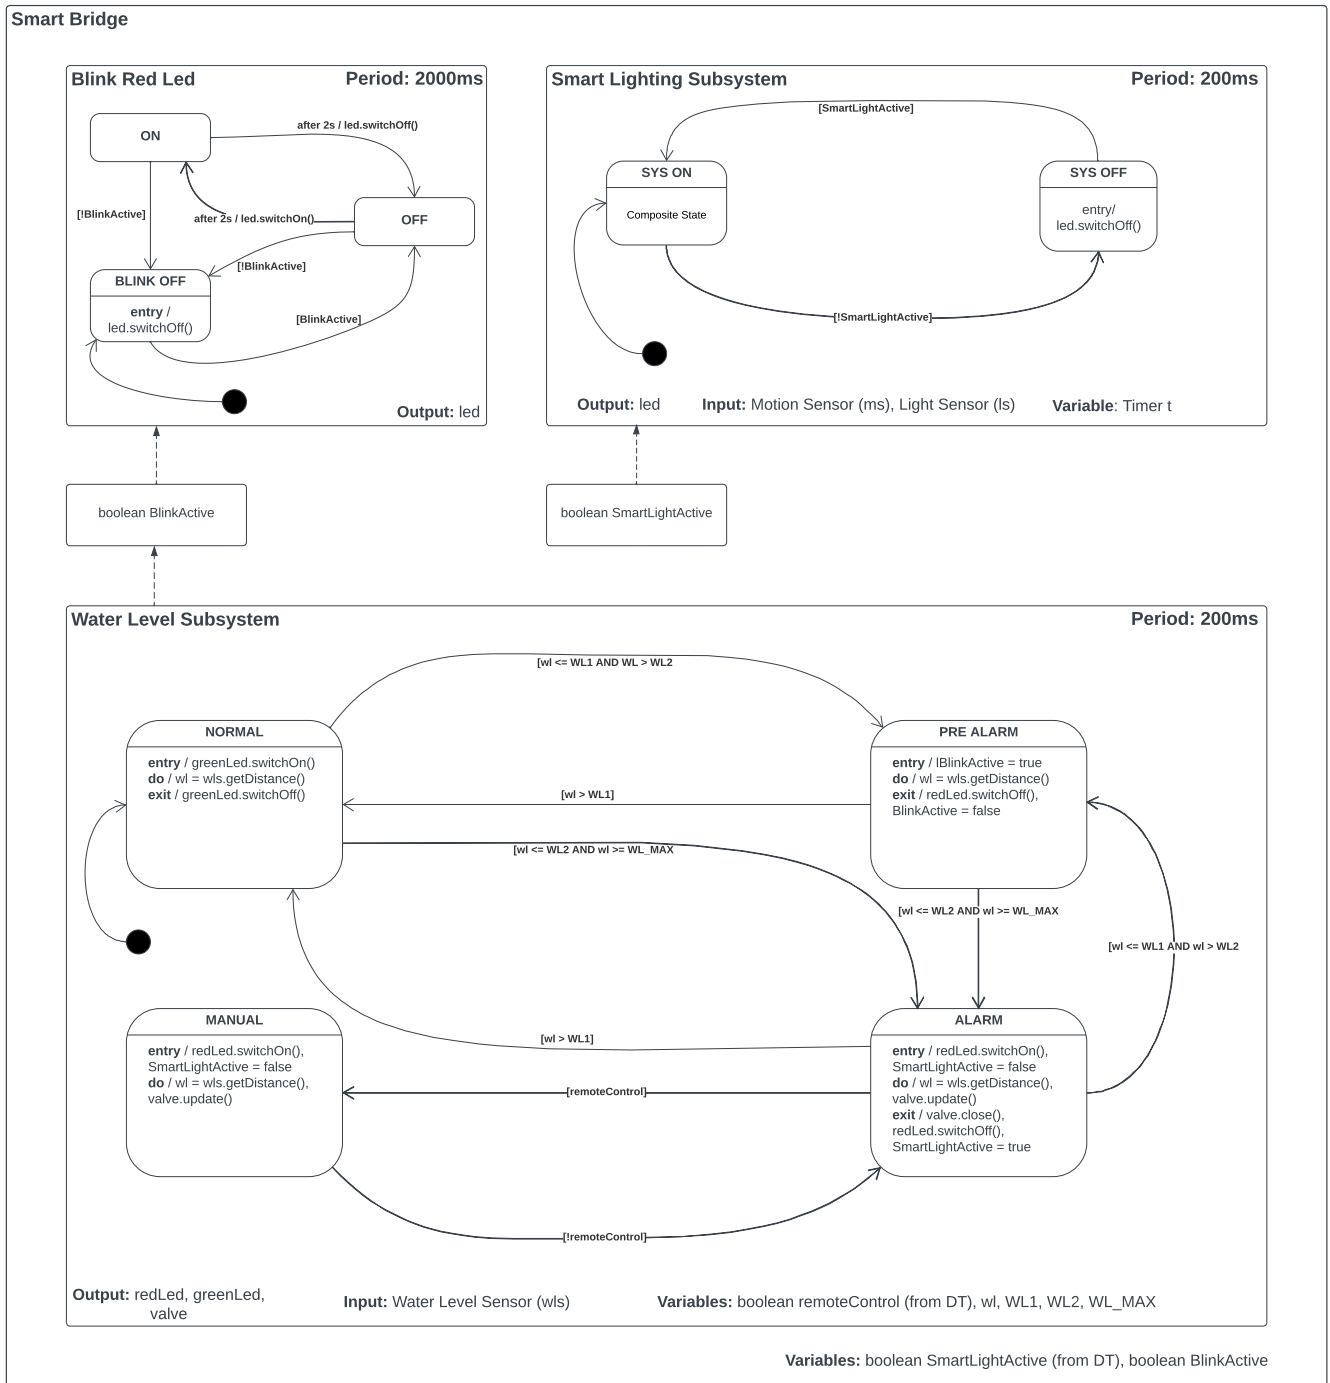 Smart Bridge
Blink Red Led
Period: 2000ms
ON
after 2s / led.switchOff()
[!BlinkActive]
after 2s / led.switchOn()
OFF
[!BlinkActive]
BLINK OFF
entry /
led.switchOff()
[BlinkActive]
Output: led
Smart Lighting Subsystem
Period: 200ms
[SmartLightActive]
SYS ON
Composite State
SYS OFF
entry/
led.switchOff()
[!SmartLightActive]
Output: led
Input: Motion Sensor (ms), Light Sensor (ls)
Variable: Timer t
boolean BlinkActive
boolean SmartLightActive
Water Level Subsystem
Period: 200ms
[wl <= WL1 AND WL > WL2
NORMAL
entry / greenLed.switchOn()
do / wl = wls.getDistance()
exit / greenLed.switchOff()
PRE ALARM
entry / lBlinkActive = true
do / wl = wls.getDistance()
exit / redLed.switchOff(),
BlinkActive = false
[wl > WL1]
[wl <= WL2 AND wl >= WL_MAX
[wl <= WL2 AND wl >= WL_MAX
[wl <= WL1 AND wl > WL2
MANUAL
entry / redLed.switchOn(),
SmartLightActive = false
do / wl = wls.getDistance(),
valve.update()
[wl > WL1]
[remoteControl]
ALARM
entry / redLed.switchOn(),
SmartLightActive = false
do / wl = wls.getDistance(),
valve.update()
exit / valve.close(),
redLed.switchOff(),
SmartLightActive = true
[!remoteControl]
Output: redLed, greenLed,
valve
Input: Water Level Sensor (wls)
Variables: boolean remoteControl (from DT), wl, WL1, WL2, WL_MAX
Variables: boolean SmartLightActive (from DT), boolean BlinkActive